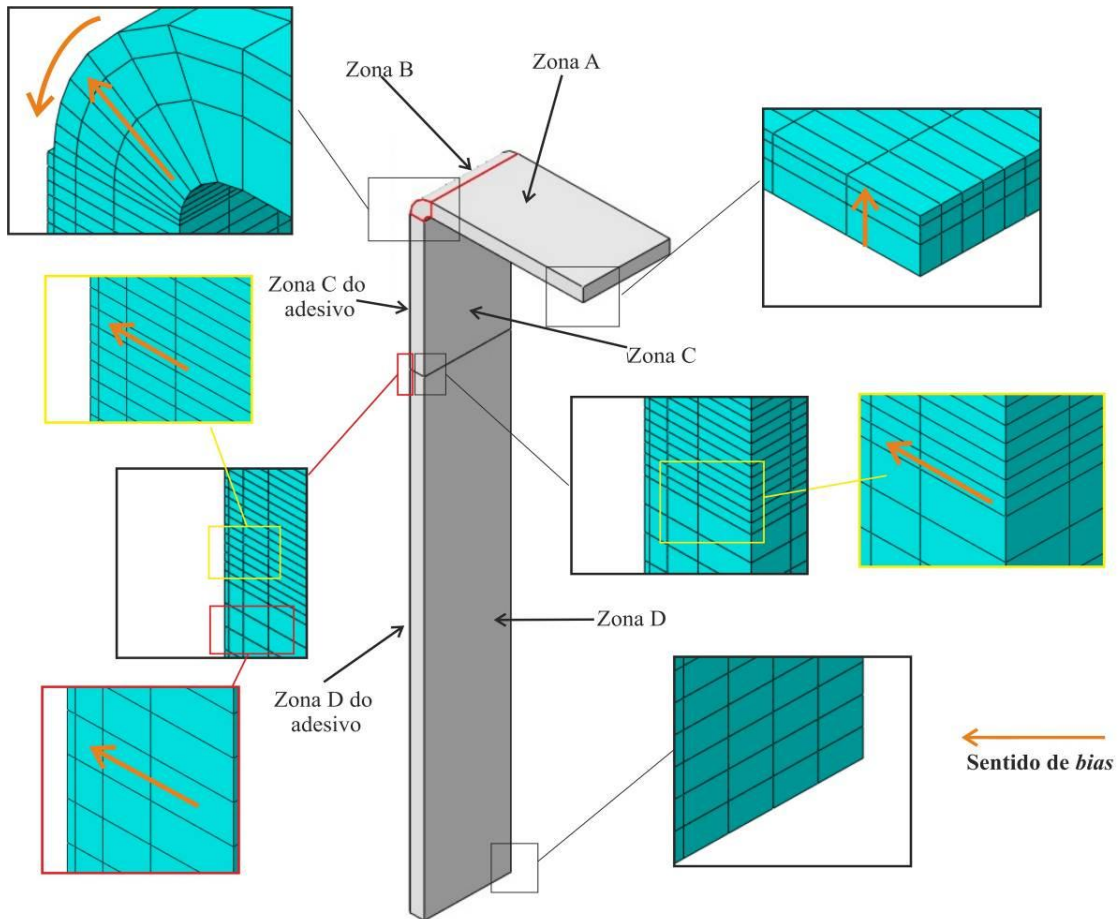 Zona B
Zona A
Zona C do
adesivo
Zona C
Zona D
Zona D do
adesivo
Sentido de bias